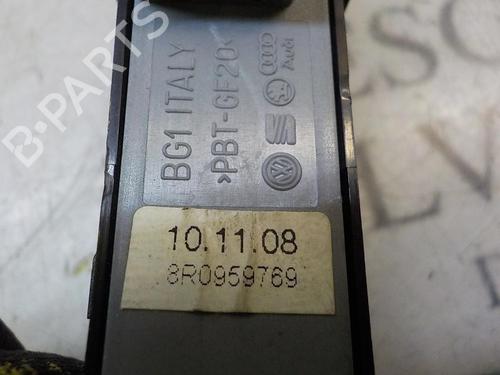 BG1 ITALY
>PBT-GF20<
Audi
10.11.08
8R0959769
B-PARTS